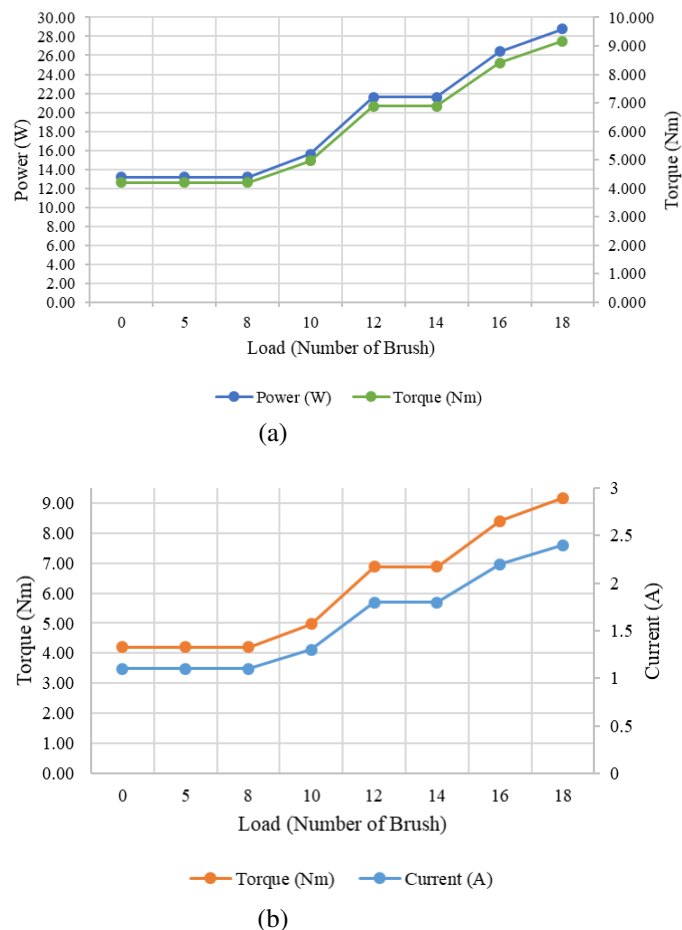 30.00 10.000
28.00 9.000
26.00 8.000
24.00 7.000
22.00 6.000
20.00 5.000
18.00 4.000
16.00 3.000
14.00 2.000
12.00 1.000
10.00 0.000
8.00
6.00
4.00
2.00
0.00
Power (W)
Torque (Nm)
0 5 8 10 12 14 16 18
Load (Number of Brush)
Power (W) Torque (Nm)
(a)
9.00 3
8.00 2.5
7.00 2
6.00 1.5
5.00 1
4.00 0.5
3.00 0
2.00
1.00
0.00
Torque (Nm)
Current (A)
0 5 8 10 12 14 16 18
Load (Number of Brush)
Torque (Nm) Current (A)
(b)